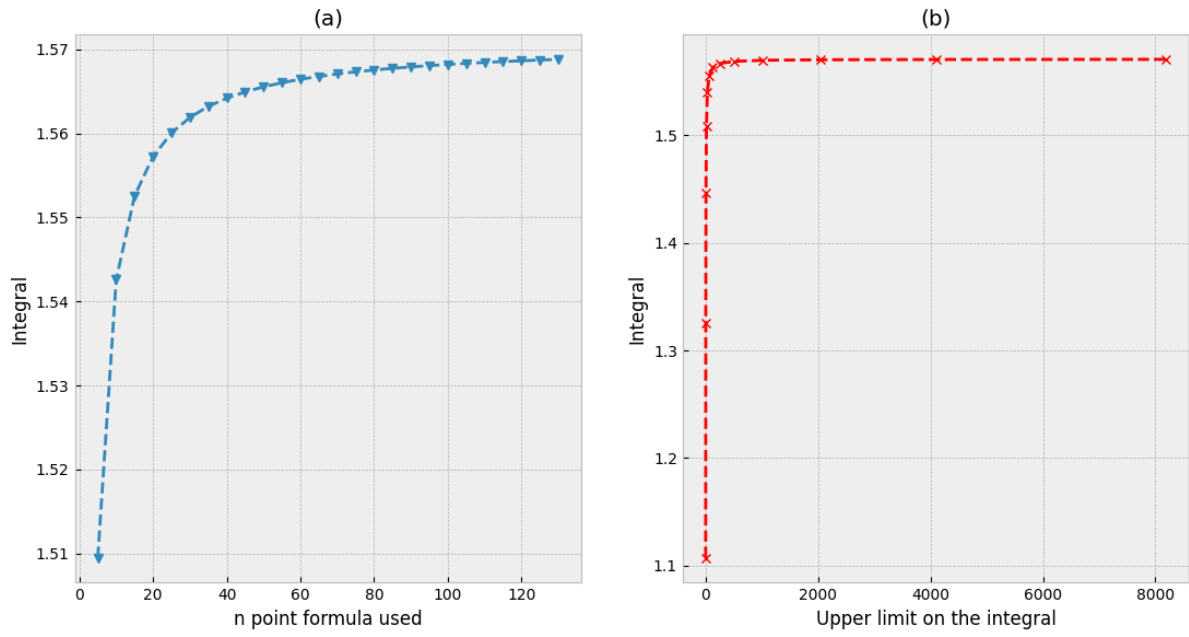 (a)
1.57
1.56
1.55
1.54
1.53
1.52
1.51
Integral
0 20 40 60 80 100 120
n point formula used
(b)
1.5
1.4
1.3
1.2
1.1
Integral
0 2000 4000 6000 8000
Upper limit on the integral